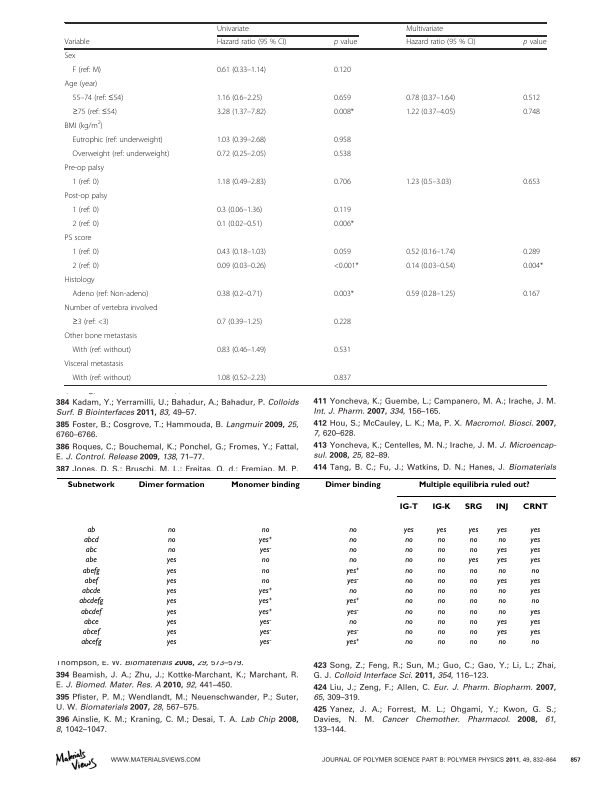 Univariate Multivariate
Variable Hazard ratio (95 % CI) p value Hazard ratio (95 % CI) p value
Sex
F (ref: M) 0.61 (0.33–1.14) 0.120
Age (year)
55–74 (ref: ≤54) 1.16 (0.6–2.25) 0.659 0.78 (0.37–1.64) 0.512
≥75 (ref: ≤54) 3.28 (1.37–7.82) 0.008* 1.22 (0.37–4.05) 0.748
BMI (kg/m²)
Eutrophic (ref: underweight) 1.03 (0.39–2.68) 0.958
Overweight (ref: underweight) 0.72 (0.25–2.05) 0.538
Pre-op palsy
1 (ref: 0) 1.18 (0.49–2.83) 0.706 1.23 (0.5–3.03) 0.653
Post-op palsy
1 (ref: 0) 0.3 (0.06–1.36) 0.119
2 (ref: 0) 0.1 (0.02–0.51) 0.006*
PS score
1 (ref: 0) 0.43 (0.18–1.03) 0.059 0.52 (0.16–1.74) 0.289
2 (ref: 0) 0.09 (0.03–0.26) <0.001* 0.14 (0.03–0.54) 0.004*
Histology
Adeno (ref: Non-adeno) 0.38 (0.2–0.71) 0.003* 0.59 (0.28–1.25) 0.167
Number of vertebra involved
≥3 (ref: <3) 0.7 (0.39–1.25) 0.228
Other bone metastasis
With (ref: without) 0.83 (0.46–1.49) 0.531
Visceral metastasis
With (ref: without) 1.08 (0.52–2.23) 0.837
384 Kadam, Y.; Yerramilli, U.; Bahadur, A.; Bahadur, P. Colloids
Surf. B Biointerfaces 2011, 83, 49–57.
385 Foster, B.; Cosgrove, T.; Hammouda, B. Langmuir 2009, 25,
6760–6766.
386 Roques, C.; Bouchemal, K.; Ponchel, G.; Fromes, Y.; Fattal,
E. J. Control. Release 2009, 138, 71–77.
387 Jones, D. S.; Bruschi, M. L.; Freitas, O. d.; Gremiao, M. P.
411 Yoncheva, K.; Guembe, L.; Campanero, M. A.; Irache, J. M.
Int. J. Pharm. 2007, 334, 156–165.
412 Hou, S.; McCauley, L. K.; Ma, P. X. Macromol. Biosci. 2007,
7, 620–628.
413 Yoncheva, K.; Centelles, M. N.; Irache, J. M. J. Microencap-
sul. 2008, 25, 82–89.
414 Tang, B. C.; Fu, J.; Watkins, D. N.; Hanes, J. Biomaterials
Subnetwork Dimer formation Monomer binding Dimer binding Multiple equilibria ruled out?
IG-T IG-K SRG INJ CRNT
ab no no no yes yes yes yes yes
abcd no yes⁺ no no no no no yes
abc no yes⁻ no no no no yes yes
abe yes no no no no yes yes yes
abefg yes no yes⁺ no no no no no
abef yes no yes⁻ no no no yes yes
abcde yes yes⁺ no no no no no yes
abcdefg yes yes⁺ yes⁺ no no no no no
abcdef yes yes⁺ yes⁻ no no no no yes
abce yes yes⁻ no no no no yes yes
abcef yes yes⁻ yes⁻ no no no yes yes
abcefg yes yes⁻ yes⁺ no no no no no
Thompson, E. W. Biomaterials 2008, 29, 573–579.
394 Beamish, J. A.; Zhu, J.; Kottke-Marchant, K.; Marchant, R.
E. J. Biomed. Mater. Res. A 2010, 92, 441–450.
395 Pfister, P. M.; Wendlandt, M.; Neuenschwander, P.; Suter,
U. W. Biomaterials 2007, 28, 567–575.
396 Ainslie, K. M.; Kraning, C. M.; Desai, T. A. Lab Chip 2008,
8, 1042–1047.
423 Song, Z.; Feng, R.; Sun, M.; Guo, C.; Gao, Y.; Li, L.; Zhai,
G. J. Colloid Interface Sci. 2011, 354, 116–123.
424 Liu, J.; Zeng, F.; Allen, C. Eur. J. Pharm. Biopharm. 2007,
65, 309–319.
425 Yanez, J. A.; Forrest, M. L.; Ohgami, Y.; Kwon, G. S.;
Davies, N. M. Cancer Chemother. Pharmacol. 2008, 61,
133–144.
Materials
Views
WWW.MATERIALSVIEWS.COM JOURNAL OF POLYMER SCIENCE PART B: POLYMER PHYSICS 2011, 49, 832–864 857